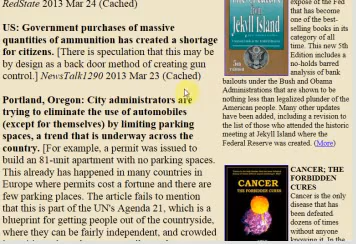 RedState 2013 Mar 24 (Cached)
US: Government purchases of massive
quantities of ammunition has created a shortage
for citizens. [There is speculation that this may be
by design as a back door method of creating gun
control.] NewsTalk1290 2013 Mar 23 (Cached)
Portland, Oregon: City administrators are
trying to eliminate the use of automobiles
(except for themselves) by limiting parking
spaces, a trend that is underway across the
country. [For example, a permit was issued to
build an 81-unit apartment with no parking spaces.
This already has happened in many countries in
Europe where permits cost a fortune and there are
few parking places. The article fails to mention
that this is part of the UN's Agenda 21, which is a
blueprint for getting people out of the countryside,
where they can be fairly independent, and crowded
from
Jekyll Island
expose of the Fed
that has become
one of the best-
selling books in its
category of all
time. This new 5th
Edition includes a
no-holds barred
analysis of bank
bailouts under the Bush and Obama
Administrations that are shown to be
nothing less than legalized plunder of the
American people. Many other updates
have been added, including a revision to
the list of those who attended the historic
meeting at Jekyll Island where the
Federal Reserve was created. (More)
CANCER
THE FORBIDDEN CURES
CANCER; THE
FORBIDDEN
CURES
Cancer is the only
disease that has
been defeated
dozens of times
without anyone
knowing it. In the